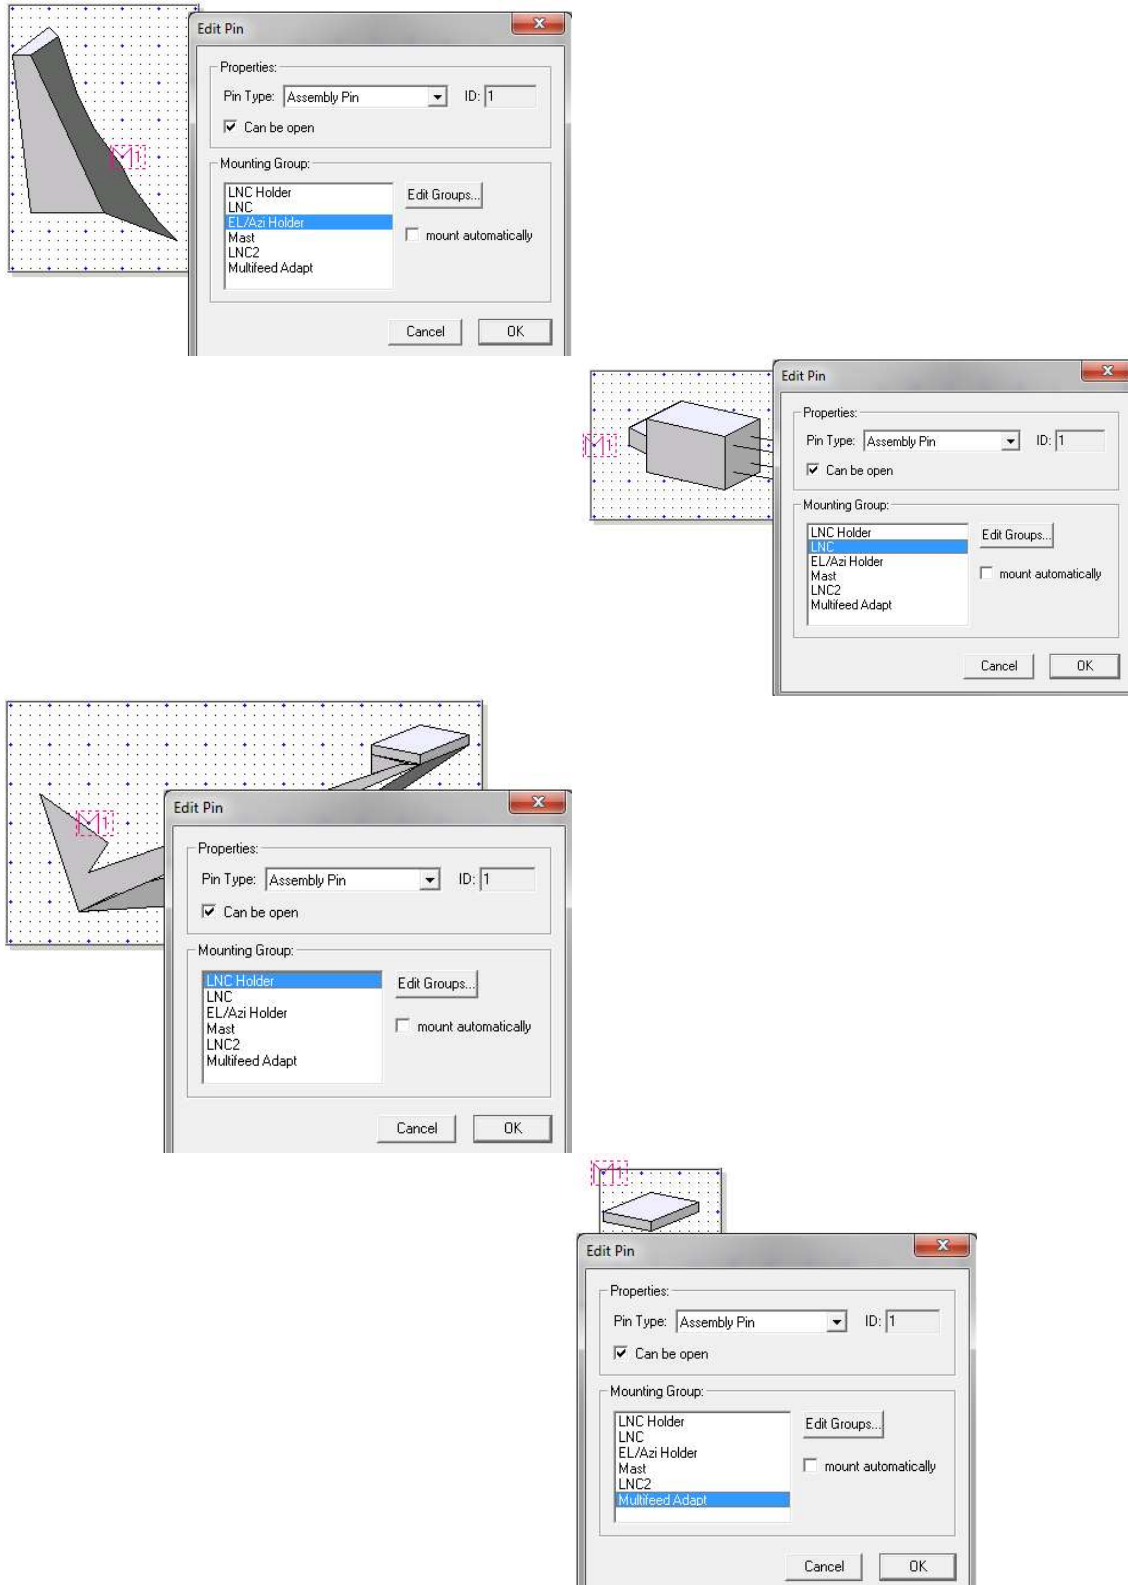 Edit Pin
Properties:
Pin Type: Assembly Pin ID: 1
Can be open
Mounting Group:
LNC Holder
LNC
EL/Azi Holder
Mast
LNC2
Multifeed Adapt
Edit Groups...
mount automatically
Cancel OK
M1
Edit Pin
Properties:
Pin Type: Assembly Pin ID: 1
Can be open
Mounting Group:
LNC Holder
LNC
EL/Azi Holder
Mast
LNC2
Multifeed Adapt
Edit Groups...
mount automatically
Cancel OK
M1
Edit Pin
Properties:
Pin Type: Assembly Pin ID: 1
Can be open
Mounting Group:
LNC Holder
LNC
EL/Azi Holder
Mast
LNC2
Multifeed Adapt
Edit Groups...
mount automatically
Cancel OK
M1
Edit Pin
Properties:
Pin Type: Assembly Pin ID: 1
Can be open
Mounting Group:
LNC Holder
LNC
EL/Azi Holder
Mast
LNC2
Multifeed Adapt
Edit Groups...
mount automatically
Cancel OK
M1